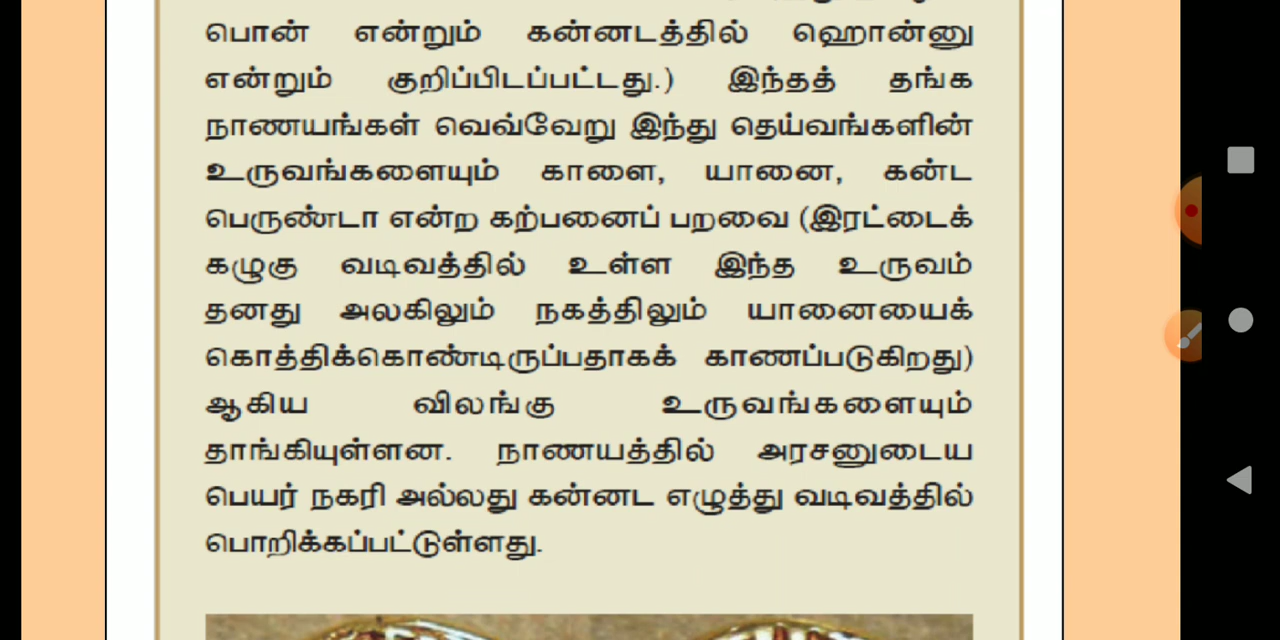 பொன் என்றும் கன்னடத்தில் ஹொன்னு
என்றும் குறிப்பிடப்பட்டது.) இந்தத் தங்க
நாணயங்கள் வெவ்வேறு இந்து தெய்வங்களின்
உருவங்களையும் காளை, யானை, கன்ட
பெருண்டா என்ற கற்பனைப் பறவை (இரட்டைக்
கழுகு வடிவத்தில் உள்ள இந்த உருவம்
தனது அலகிலும் நகத்திலும் யானையைக்
கொத்திக்கொண்டிருப்பதாகக் காணப்படுகிறது)
ஆகிய விலங்கு உருவங்களையும்
தாங்கியுள்ளன. நாணயத்தில் அரசனுடைய
பெயர் நகரி அல்லது கன்னட எழுத்து வடிவத்தில்
பொறிக்கப்பட்டுள்ளது.